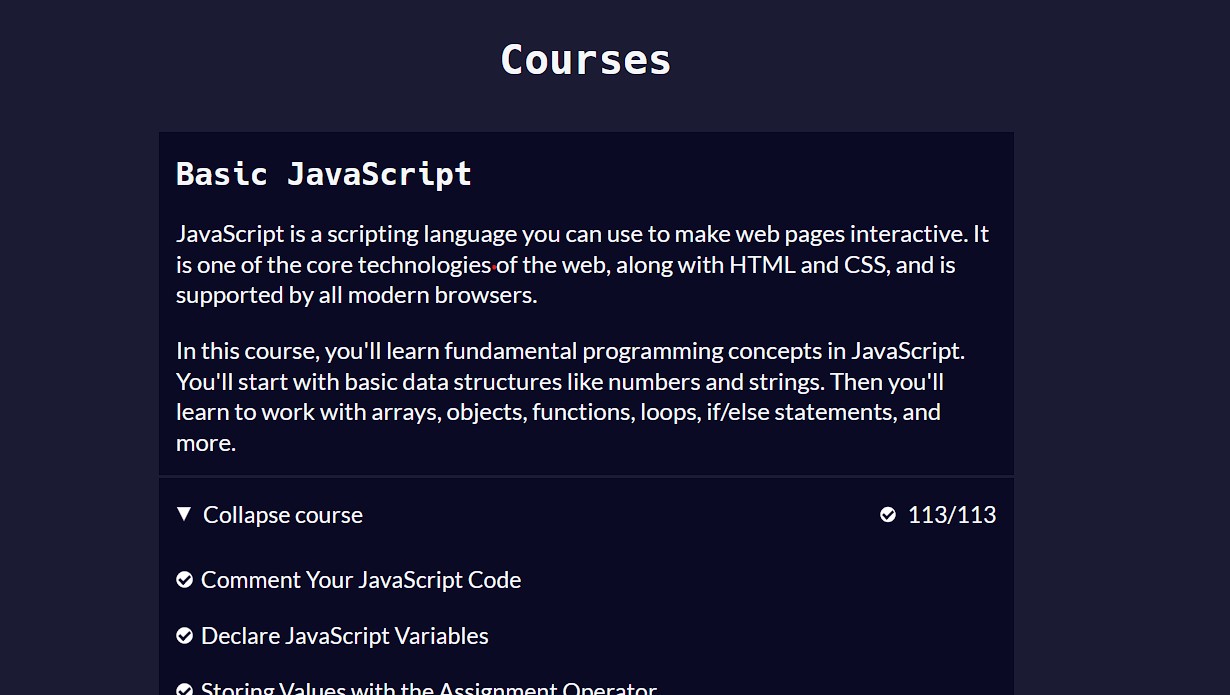 Courses
Basic JavaScript
JavaScript is a scripting language you can use to make web pages interactive. It
is one of the core technologies of the web, along with HTML and CSS, and is
supported by all modern browsers.
In this course, you'll learn fundamental programming concepts in JavaScript.
You'll start with basic data structures like numbers and strings. Then you'll
learn to work with arrays, objects, functions, loops, if/else statements, and
more.
Collapse course 113/113
Comment Your JavaScript Code
Declare JavaScript Variables
Storing Values with the Assignment Operator